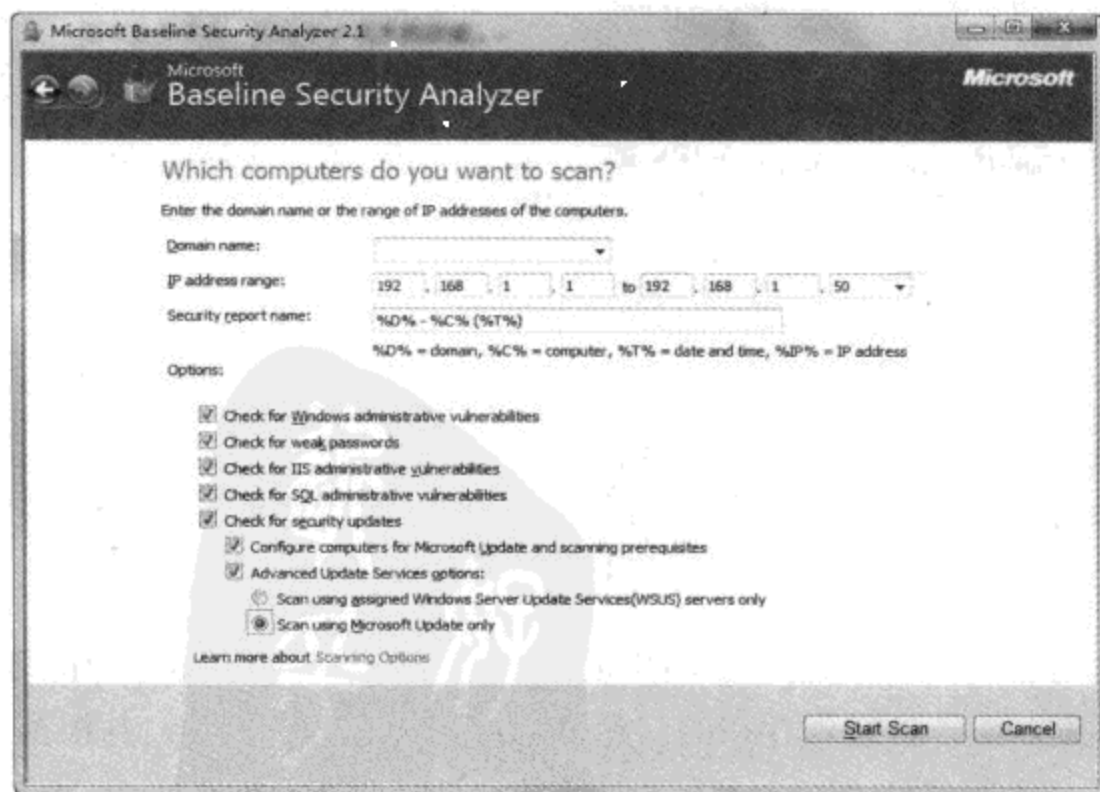 Microsoft Baseline Security Analyzer 2.1
Microsoft
Baseline Security Analyzer
Microsoft
Which computers do you want to scan?
Enter the domain name or the range of IP addresses of the computers.
Domain name:
IP address range: 192 . 168 . 1 . 1 to 192 . 168 . 1 . 50
Security report name: %D% - %C% (%T%)
%D% = domain, %C% = computer, %T% = date and time, %IP% = IP address
Options:
Check for Windows administrative vulnerabilities
Check for weak passwords
Check for IIS administrative vulnerabilities
Check for SQL administrative vulnerabilities
Check for security updates
Configure computers for Microsoft Update and scanning prerequisites
Advanced Update Services options:
Scan using assigned Windows Server Update Services(WSUS) servers only
Scan using Microsoft Update only
Learn more about Scanning Options
Start Scan Cancel